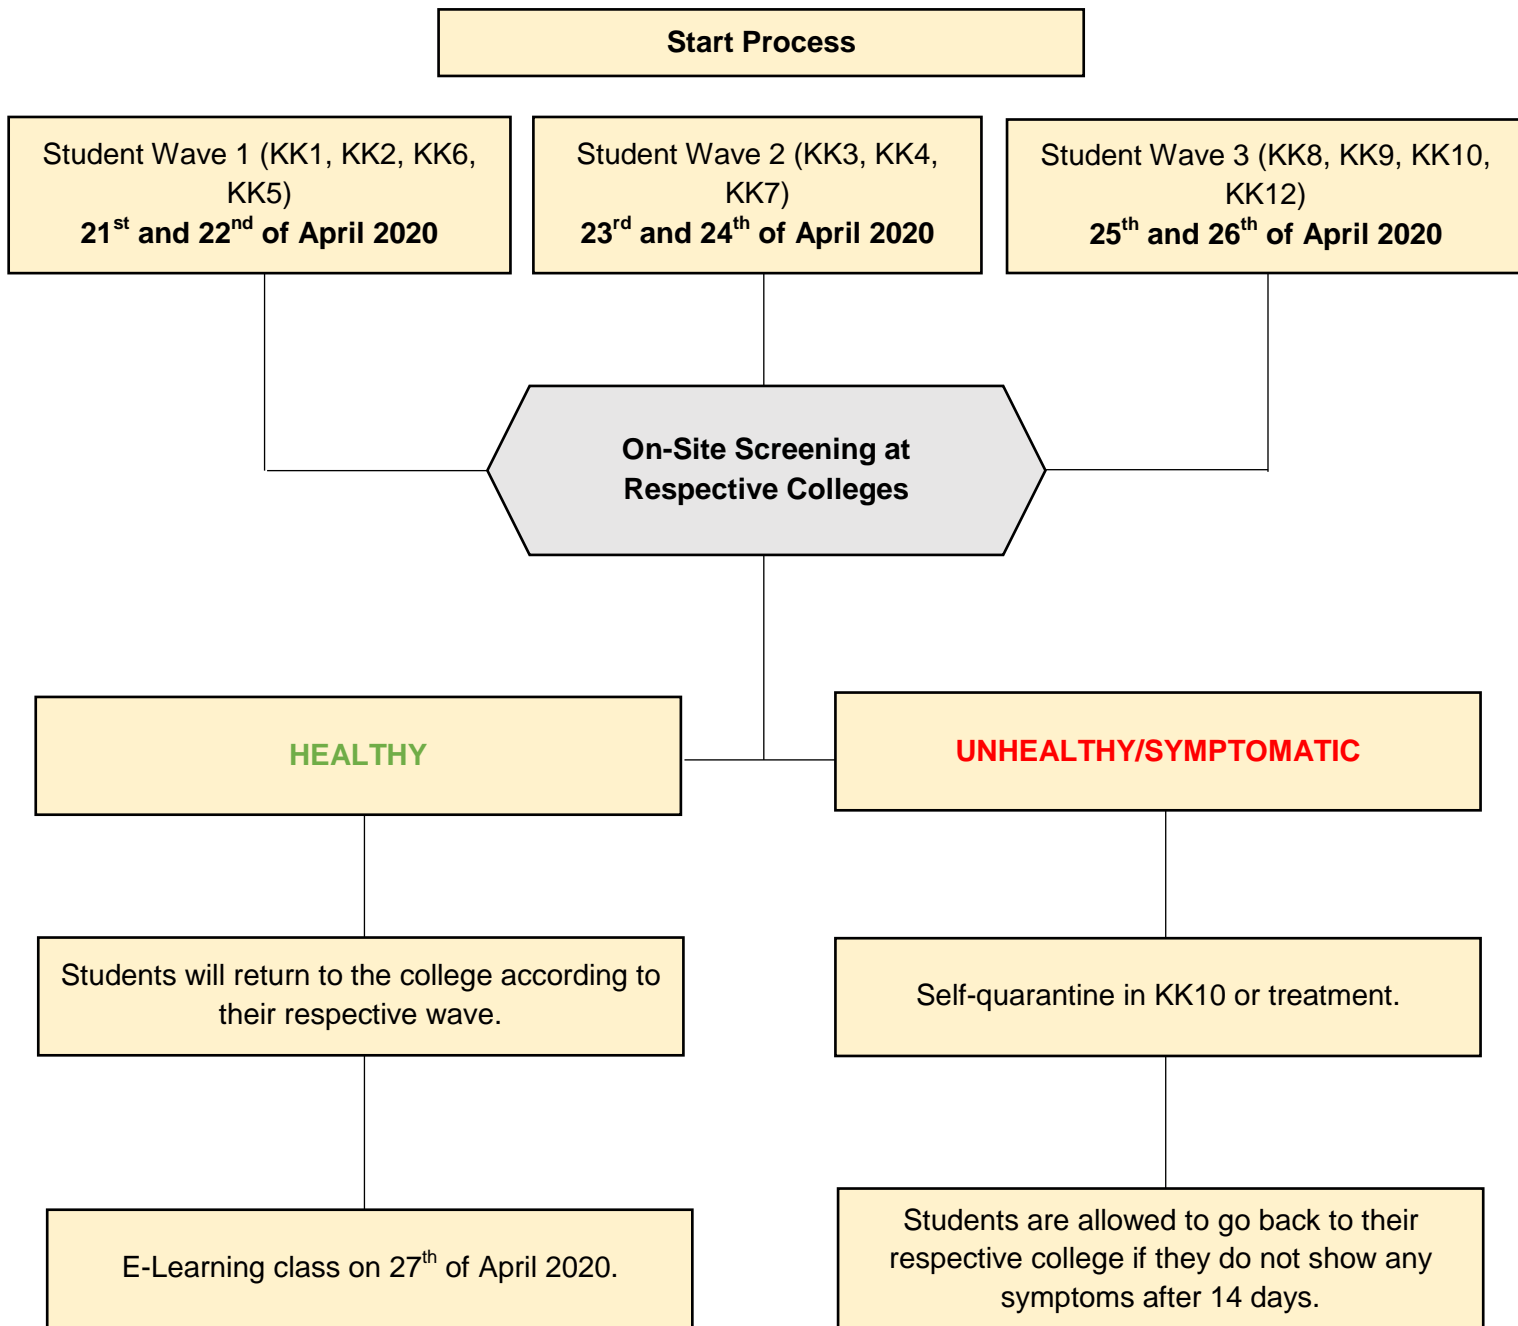 Start Process
Student Wave 1 (KK1, KK2, KK6,
KK5)
21st and 22nd of April 2020
Student Wave 2 (KK3, KK4,
KK7)
23rd and 24th of April 2020
Student Wave 3 (KK8, KK9, KK10,
KK12)
25th and 26th of April 2020
On-Site Screening at
Respective Colleges
HEALTHY
UNHEALTHY/SYMPTOMATIC
Students will return to the college according to
their respective wave.
Self-quarantine in KK10 or treatment.
E-Learning class on 27th of April 2020.
Students are allowed to go back to their
respective college if they do not show any
symptoms after 14 days.